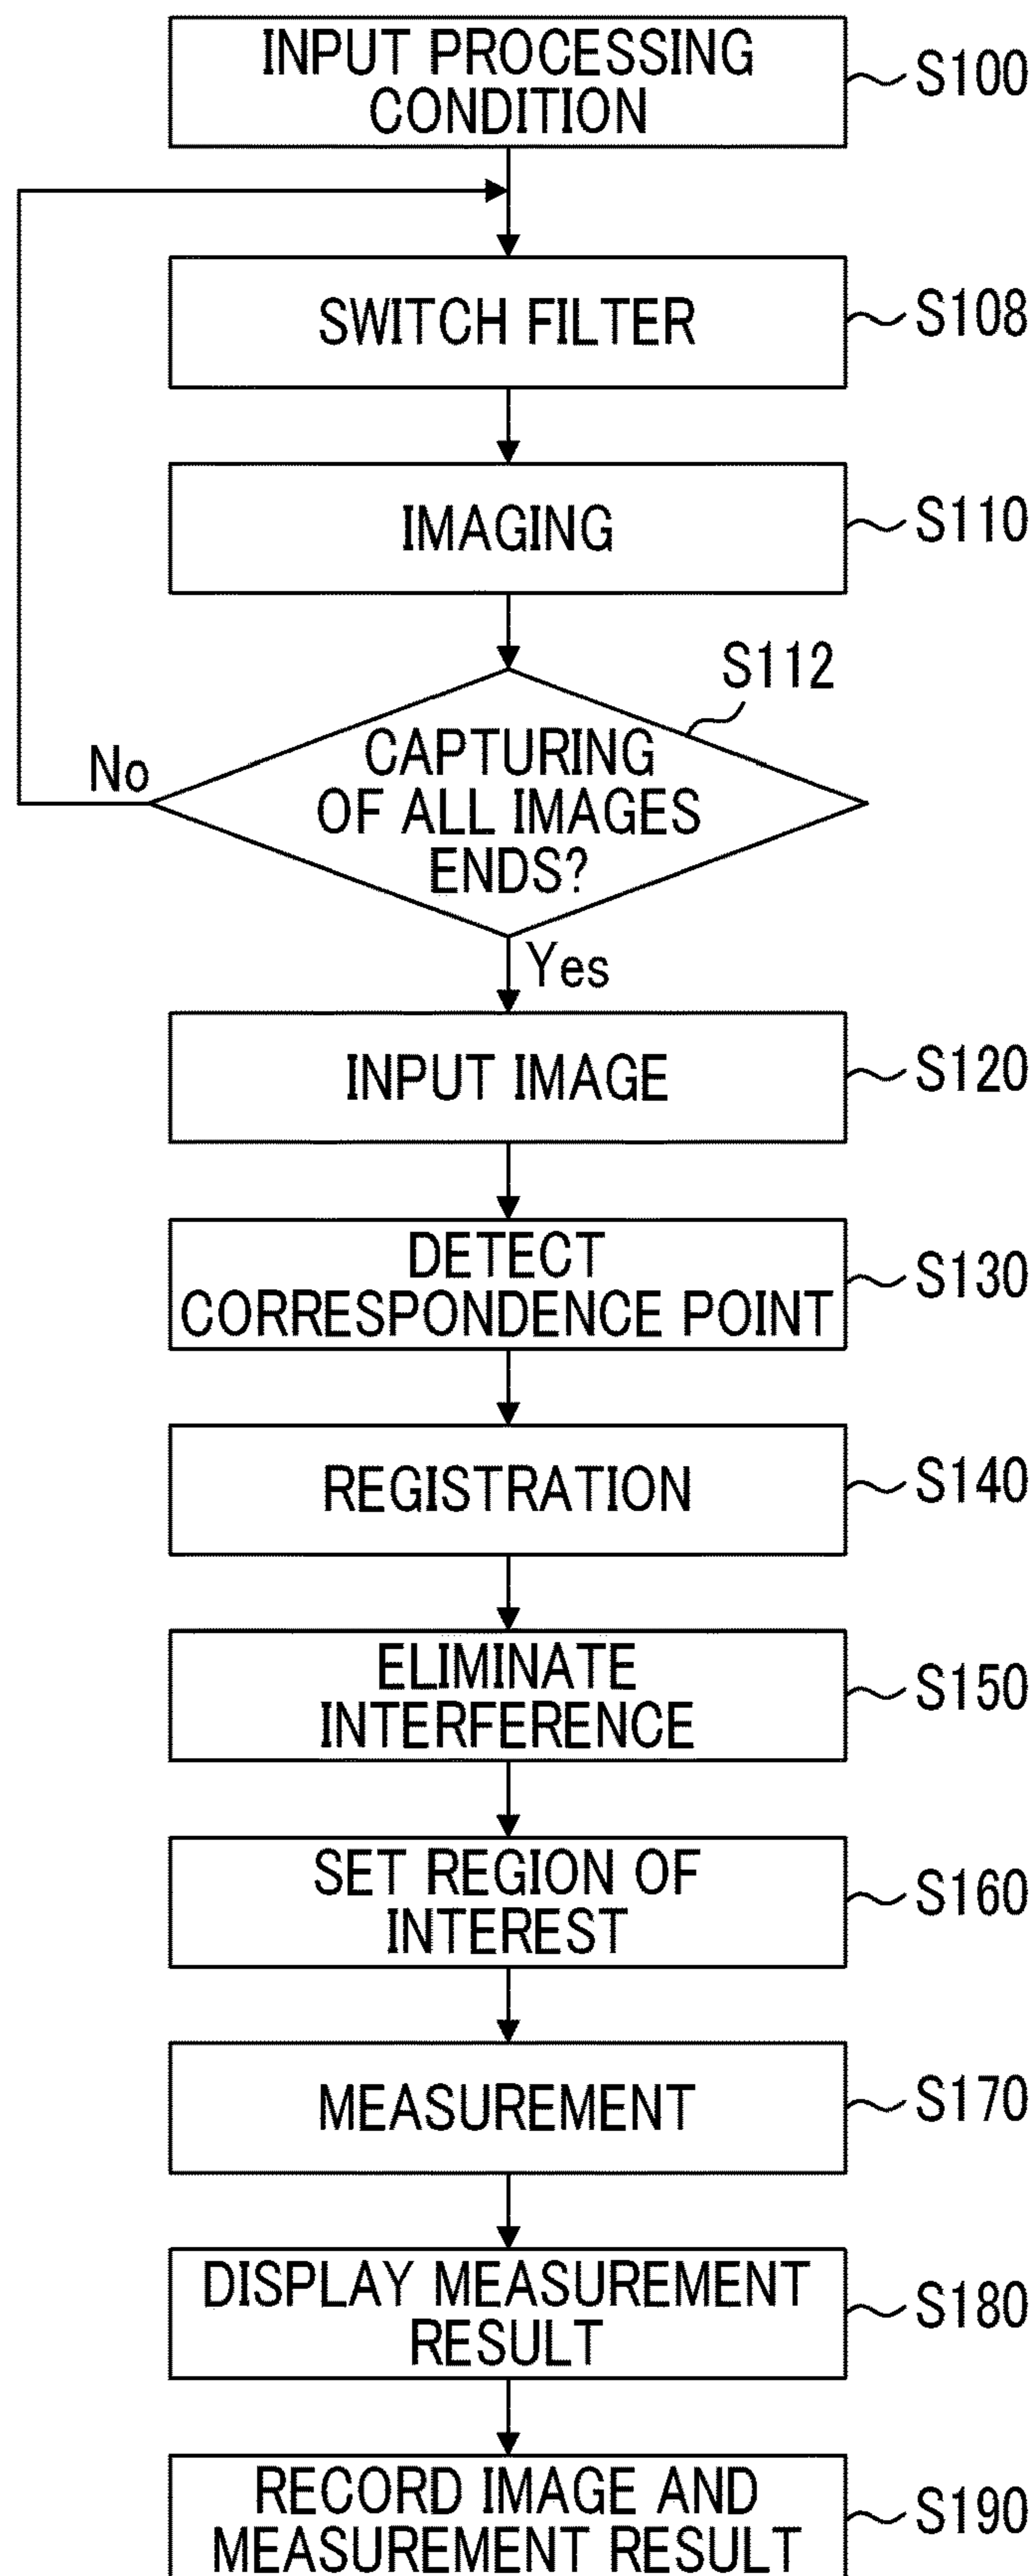 INPUT PROCESSING
CONDITION
S100
SWITCH FILTER
S108
IMAGING
S110
S112
CAPTURING
OF ALL IMAGES
ENDS?
No
Yes
INPUT IMAGE
S120
DETECT
CORRESPONDENCE POINT
S130
REGISTRATION
S140
ELIMINATE
INTERFERENCE
S150
SET REGION OF
INTEREST
S160
MEASUREMENT
S170
DISPLAY MEASUREMENT
RESULT
S180
RECORD IMAGE AND
MEASUREMENT RESULT
S190